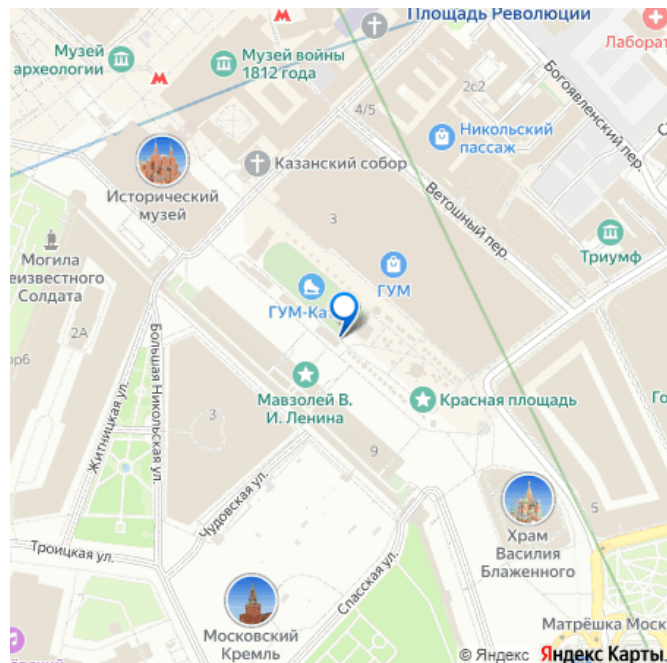 Площадь Революции
Музей
археологии
Музей войны
1812 года
Лаборат
Богоявленский пер.
2с2
4/5
Никольский
пассаж
Казанский собор
Исторический
музей
Ветошный пер.
3
Могила
еизвестного
Солдата
Триумф
ГУМ
ГУМ-Ка
2А
орб
Большая Никольская ул.
Житницкая ул.
Мавзолей В.
И. Ленина
Красная площадь
Го
3
9
Чудовская ул.
5
Храм
Василия
Блаженного
Троицкая ул.
Спасская ул.
Московский
Кремль
Матрёшка Моск
© Яндекс Яндекс Карты